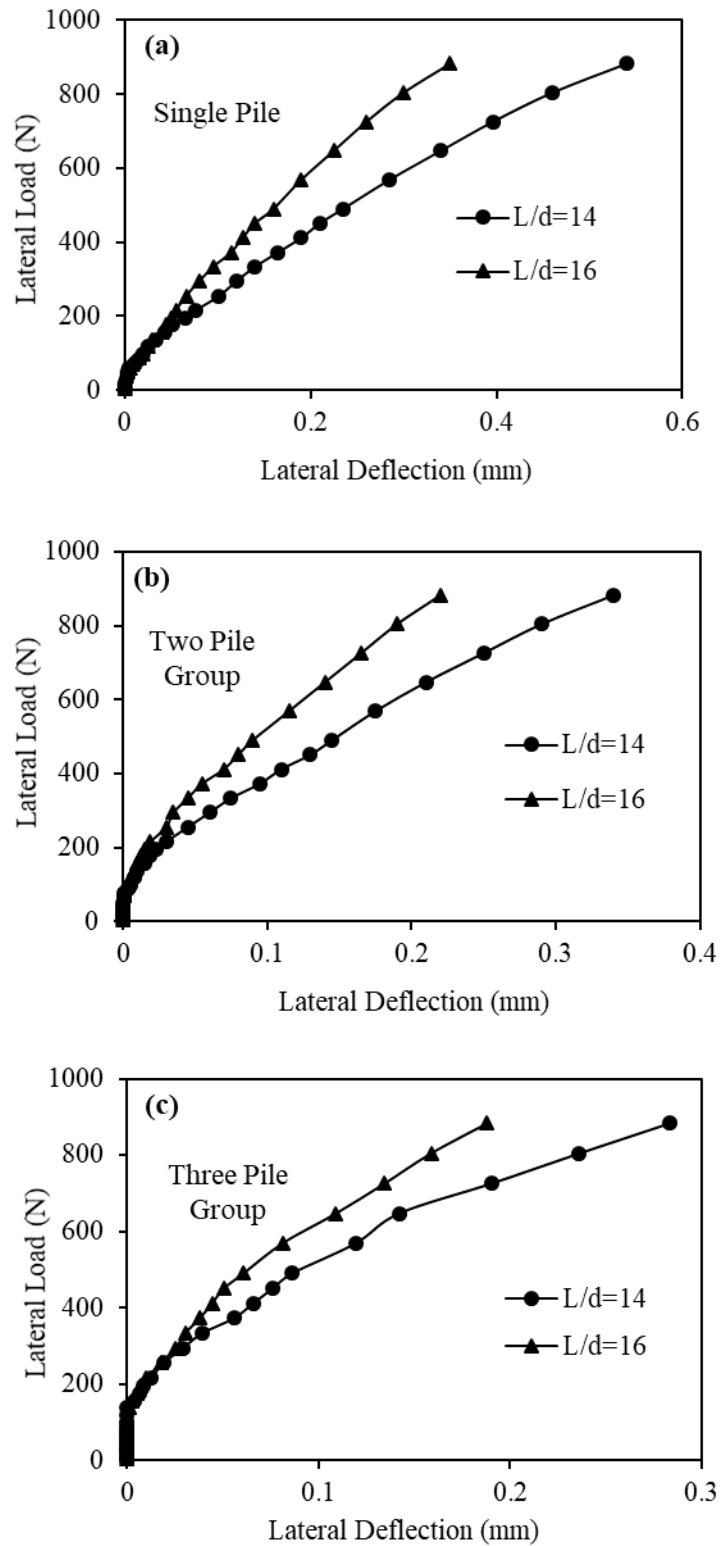 1000
(a)
800
Single Pile
600
L/d=14
400
L/d=16
200
0
0
0.2
0.4
0.6
Lateral Load (N)
Lateral Deflection (mm)
1000
(b)
800
Two Pile
Group
600
L/d=14
400
L/d=16
200
0
0
0.1
0.2
0.3
0.4
Lateral Load (N)
Lateral Deflection (mm)
1000
(c)
800
Three Pile
Group
600
L/d=14
400
L/d=16
200
0
0
0.1
0.2
0.3
Lateral Load (N)
Lateral Deflection (mm)